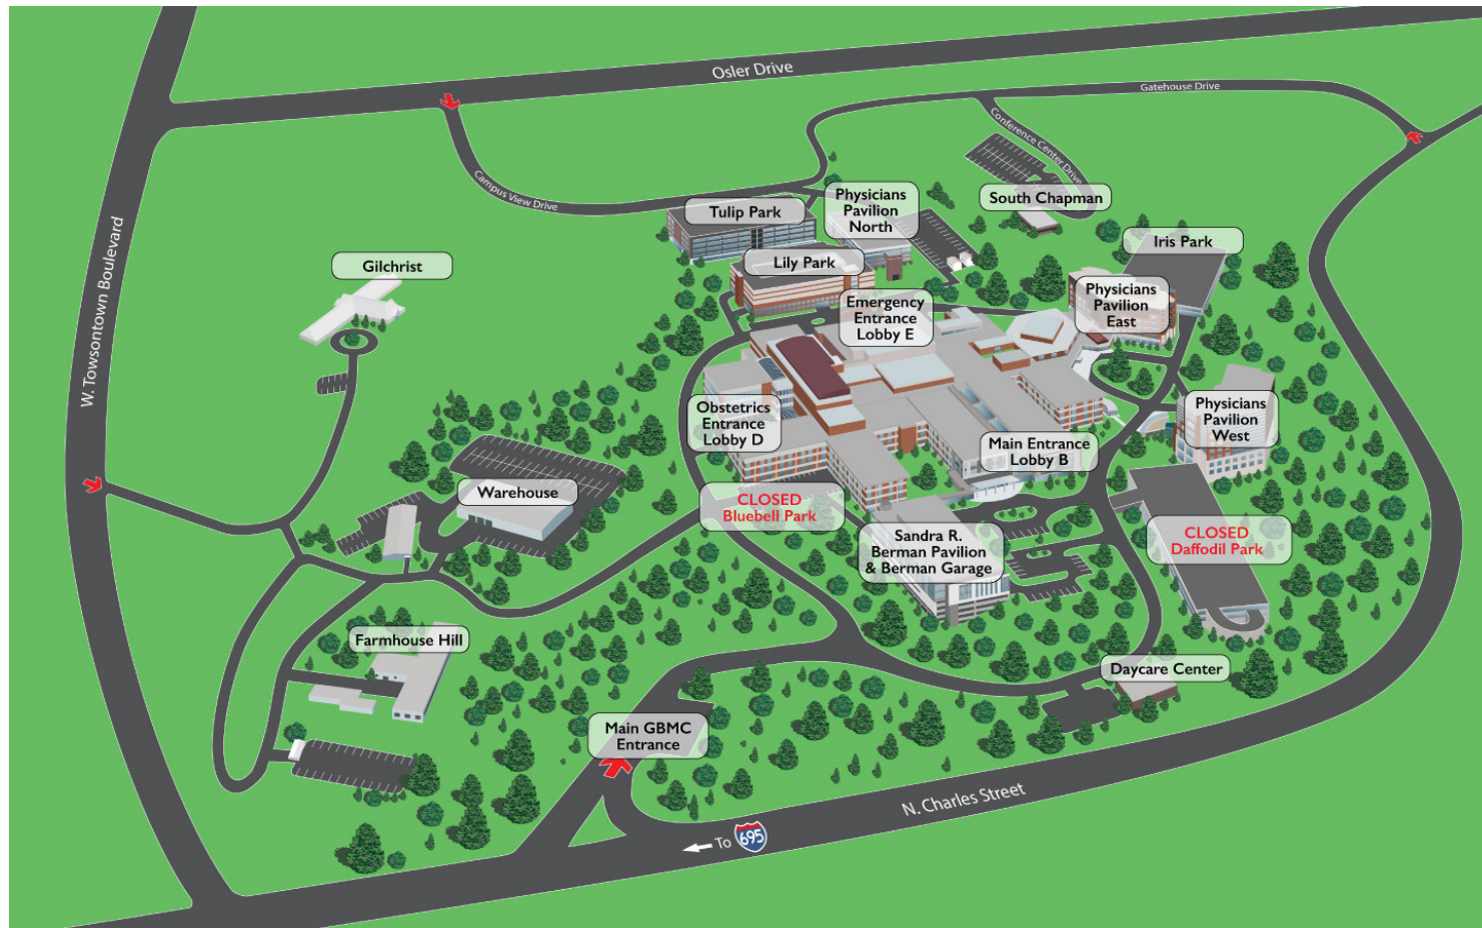 Osler Drive
Gatehouse Drive
Conference Center Drive
Campus View Drive
South Chapman
Physicians
Pavilion
North
Tulip Park
Iris Park
Lily Park
Gilchrist
Physicians
Pavilion
East
Emergency
Entrance
Lobby E
W. Towsontown Boulevard
Obstetrics
Entrance
Lobby D
Physicians
Pavilion
West
Main Entrance
Lobby B
Warehouse
CLOSED
Bluebell Park
Sandra R.
Berman Pavilion
& Berman Garage
CLOSED
Daffodil Park
Farmhouse Hill
Daycare Center
Main GBMC
Entrance
N. Charles Street
To 695